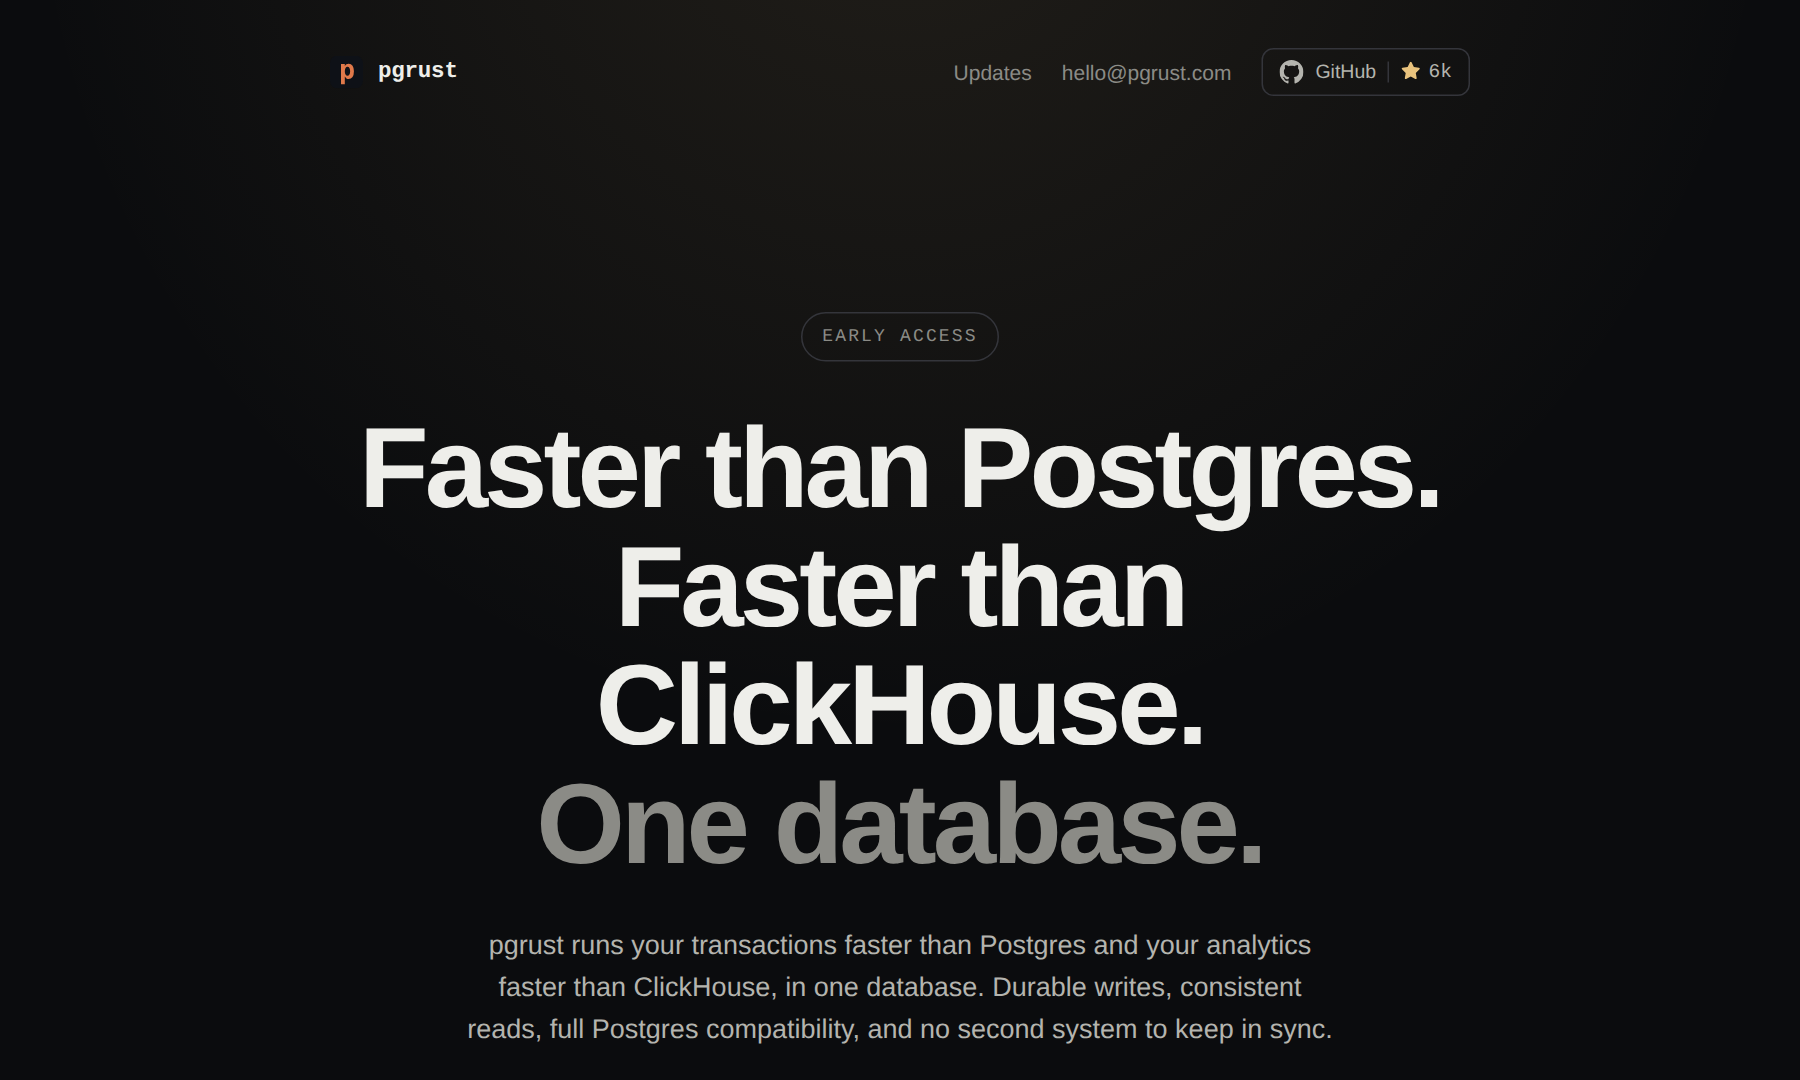 p pgrust
Updates hello@pgrust.com GitHub 6k
EARLY ACCESS
Faster than Postgres.
Faster than
ClickHouse.
One database.
pgrust runs your transactions faster than Postgres and your analytics
faster than ClickHouse, in one database. Durable writes, consistent
reads, full Postgres compatibility, and no second system to keep in sync.